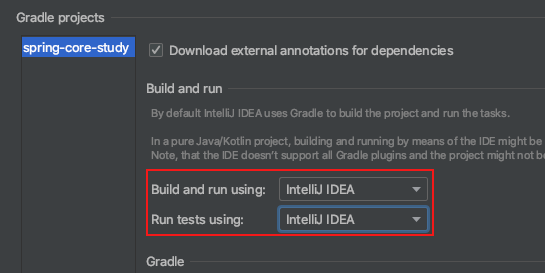 Gradle projects
spring-core-study
Download external annotations for dependencies
Build and run
By default IntelliJ IDEA uses Gradle to build the project and run the tasks.
In a pure Java/Kotlin project, building and running by means of the IDE might be
Note, that the IDE doesn't support all Gradle plugins and the project might not be
Build and run using: IntelliJ IDEA
Run tests using: IntelliJ IDEA
Gradle